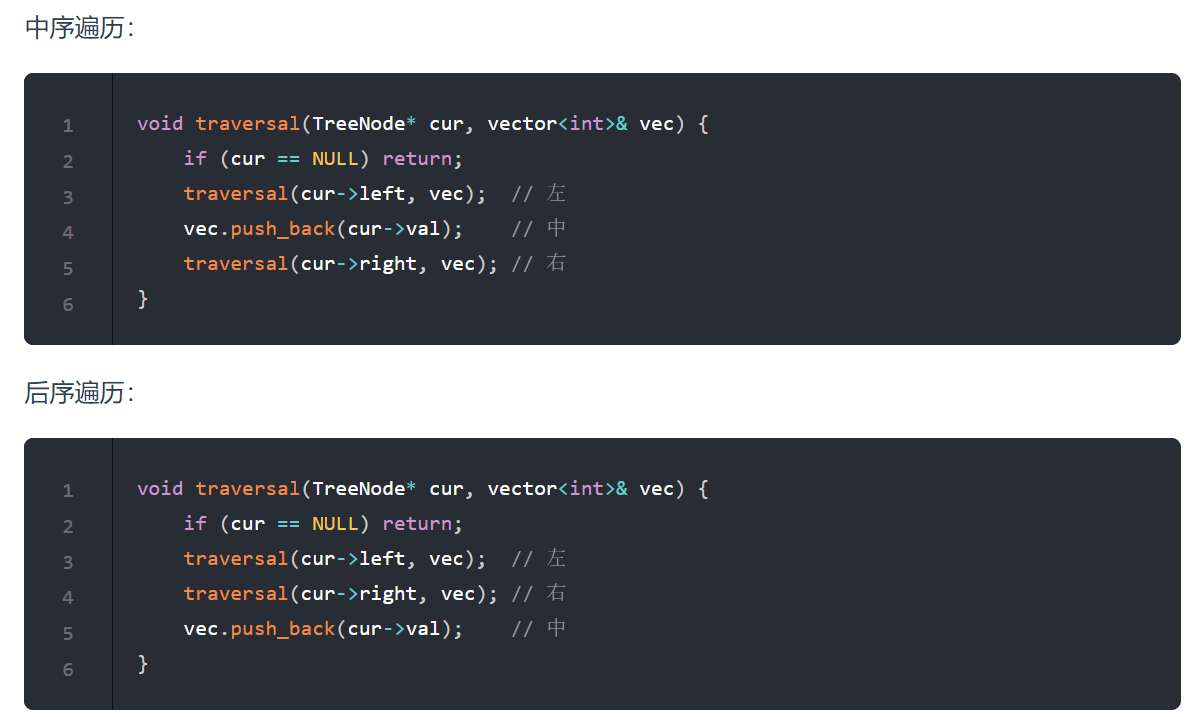 中序遍历：
1 void traversal(TreeNode* cur, vector<int>& vec) {
2     if (cur == NULL) return;
3     traversal(cur->left, vec);  // 左
4     vec.push_back(cur->val);    // 中
5     traversal(cur->right, vec); // 右
6 }
后序遍历：
1 void traversal(TreeNode* cur, vector<int>& vec) {
2     if (cur == NULL) return;
3     traversal(cur->left, vec);  // 左
4     traversal(cur->right, vec); // 右
5     vec.push_back(cur->val);    // 中
6 }